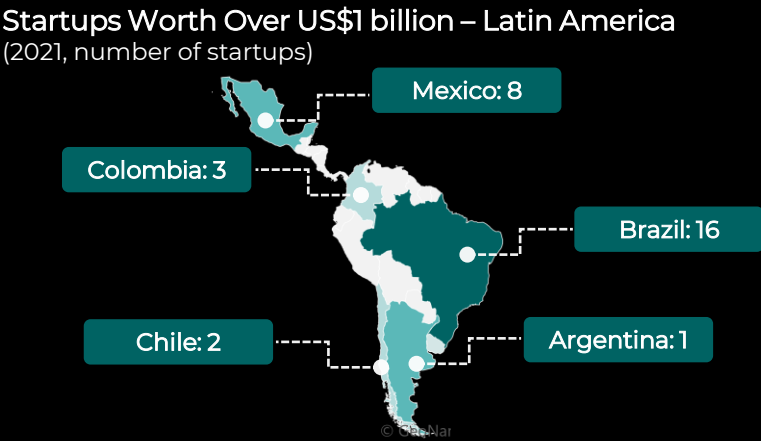 Startups Worth Over US$1 billion – Latin America
(2021, number of startups)
Mexico: 8
Colombia: 3
Brazil: 16
Chile: 2
Argentina: 1
©